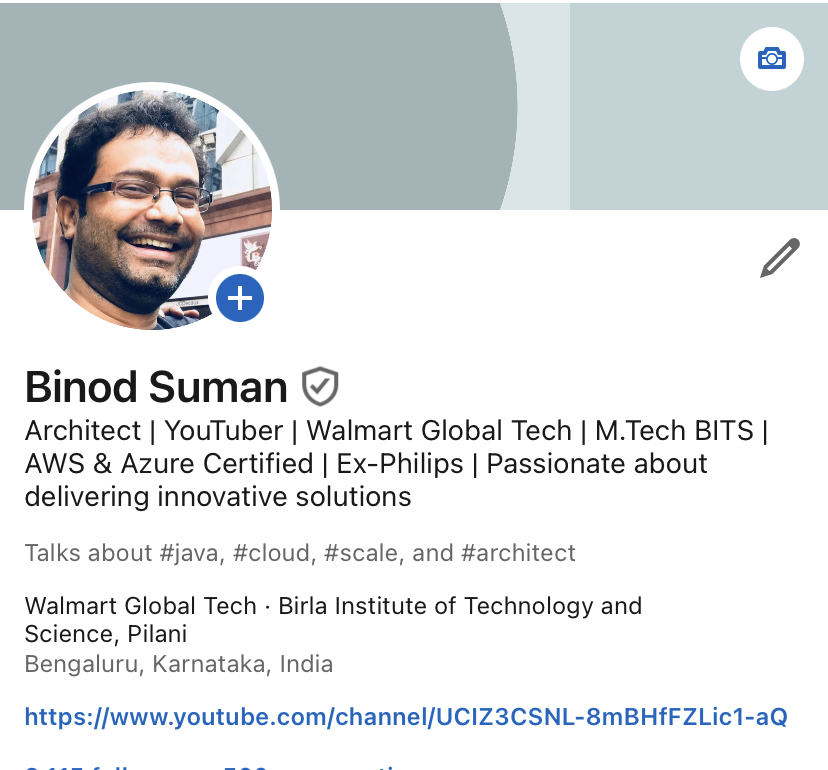 Binod Suman
Architect | YouTuber | Walmart Global Tech | M.Tech BITS |
AWS & Azure Certified | Ex-Philips | Passionate about
delivering innovative solutions
Talks about #java, #cloud, #scale, and #architect
Walmart Global Tech · Birla Institute of Technology and
Science, Pilani
Bengaluru, Karnataka, India
https://www.youtube.com/channel/UCIZ3CSNL-8mBHfFZLic1-aQ